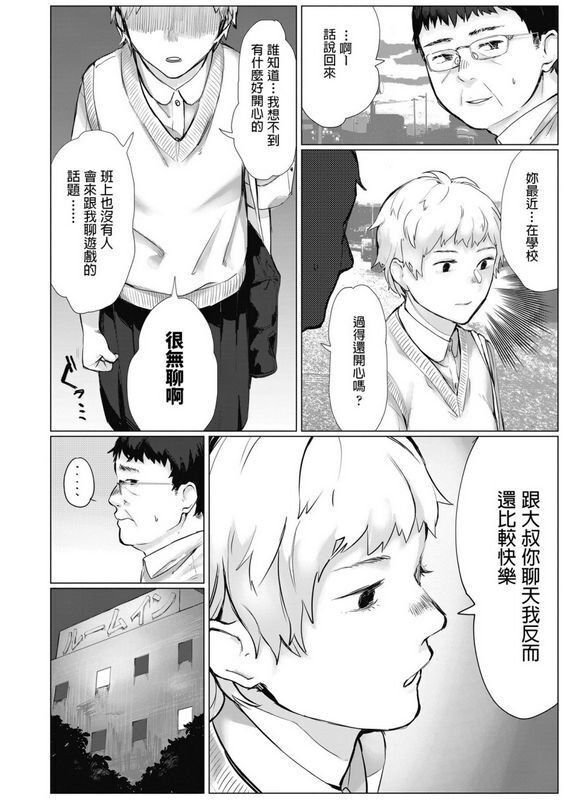 …啊ー
話說回來
妳最近…在學校
過得還開心嗎？
誰知道…我想不到
有什麼好開心的
班上也沒有人
會來跟我聊遊戲的
話題……
很無聊啊
ぐっ…
跟大叔你聊天我反而
還比較快樂
…．
ルームイン